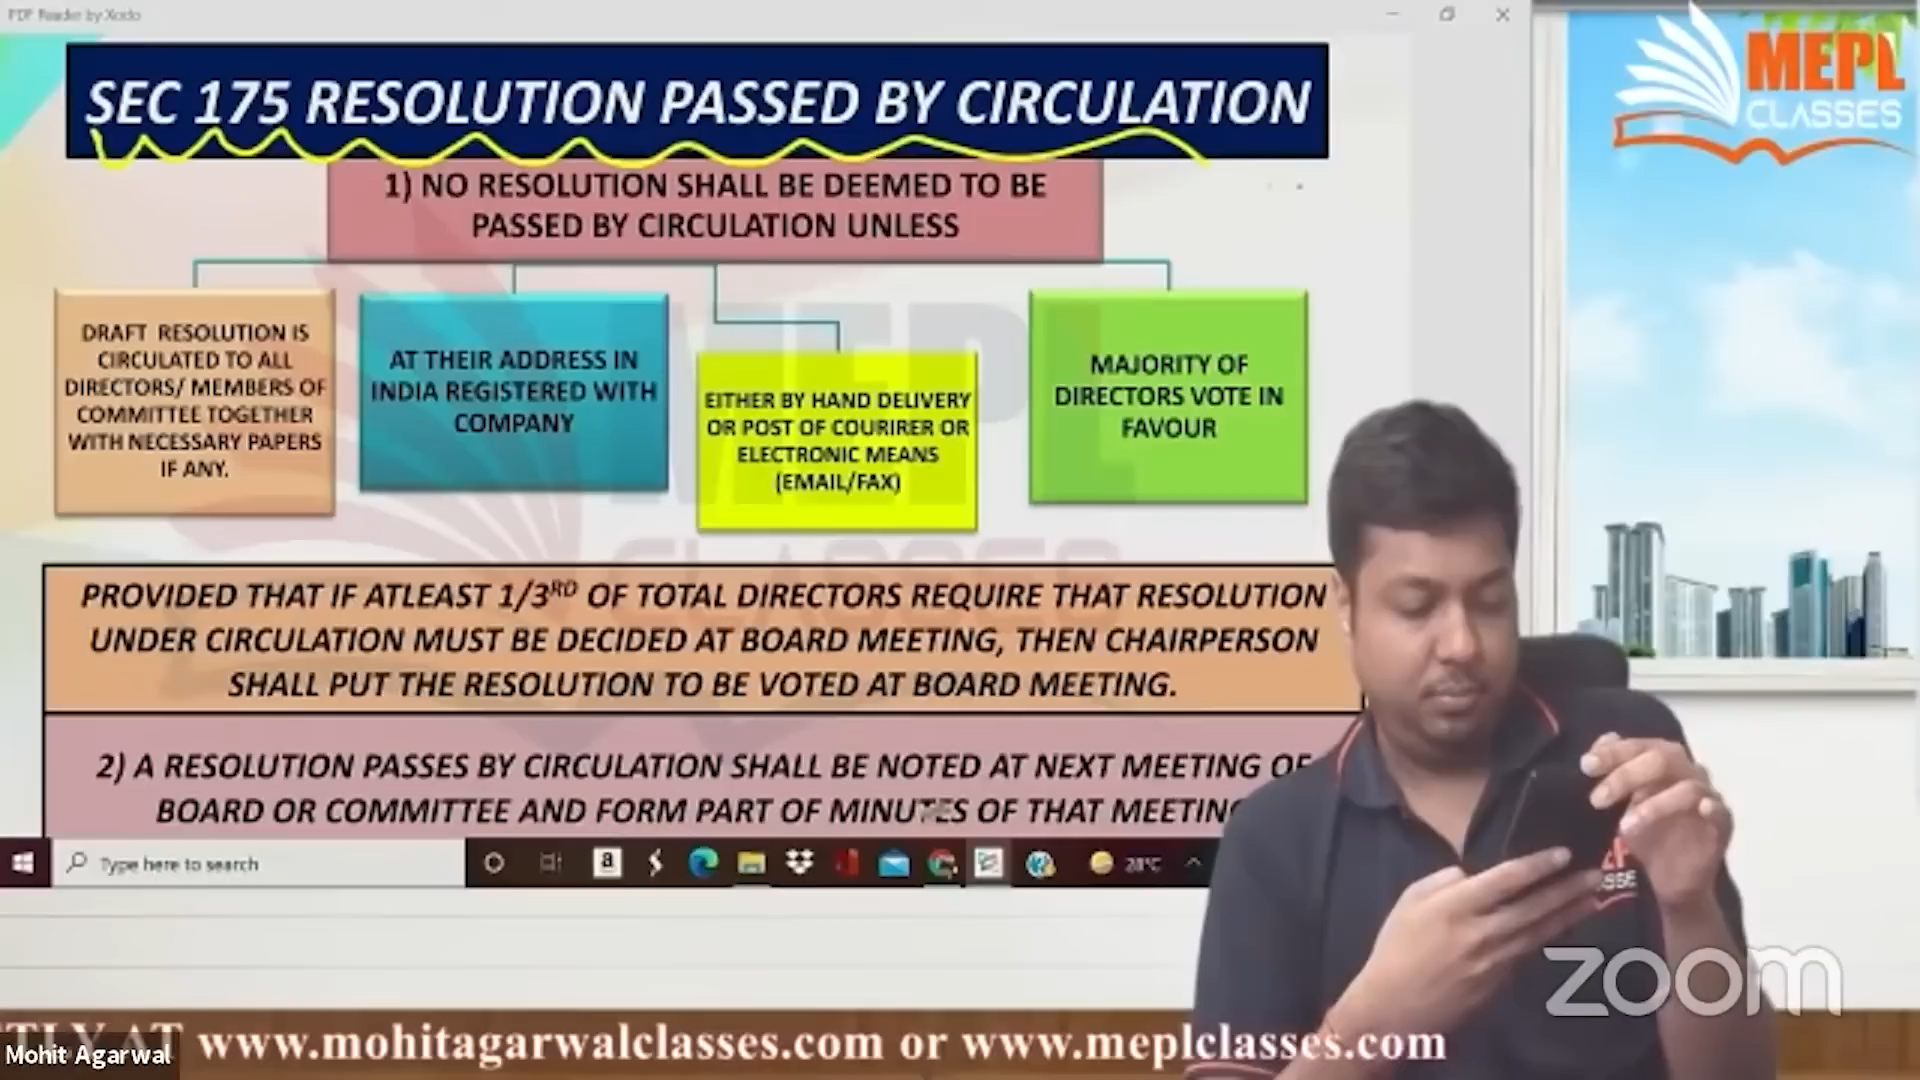 PDF Reader by Xodo
SEC 175 RESOLUTION PASSED BY CIRCULATION
1) NO RESOLUTION SHALL BE DEEMED TO BE
PASSED BY CIRCULATION UNLESS
DRAFT RESOLUTION IS
CIRCULATED TO ALL
DIRECTORS/ MEMBERS OF
COMMITTEE TOGETHER
WITH NECESSARY PAPERS
IF ANY.
AT THEIR ADDRESS IN
INDIA REGISTERED WITH
COMPANY
EITHER BY HAND DELIVERY
OR POST OF COURIRER OR
ELECTRONIC MEANS
(EMAIL/FAX)
MAJORITY OF
DIRECTORS VOTE IN
FAVOUR
PROVIDED THAT IF ATLEAST 1/3RD OF TOTAL DIRECTORS REQUIRE THAT RESOLUTION
UNDER CIRCULATION MUST BE DECIDED AT BOARD MEETING, THEN CHAIRPERSON
SHALL PUT THE RESOLUTION TO BE VOTED AT BOARD MEETING.
2) A RESOLUTION PASSES BY CIRCULATION SHALL BE NOTED AT NEXT MEETING OF
BOARD OR COMMITTEE AND FORM PART OF MINUTES OF THAT MEETING
Type here to search
28°C
MEPL
CLASSES
zoom
AT www.mohitagarwalclasses.com or www.meplclasses.com
Mohit Agarwal